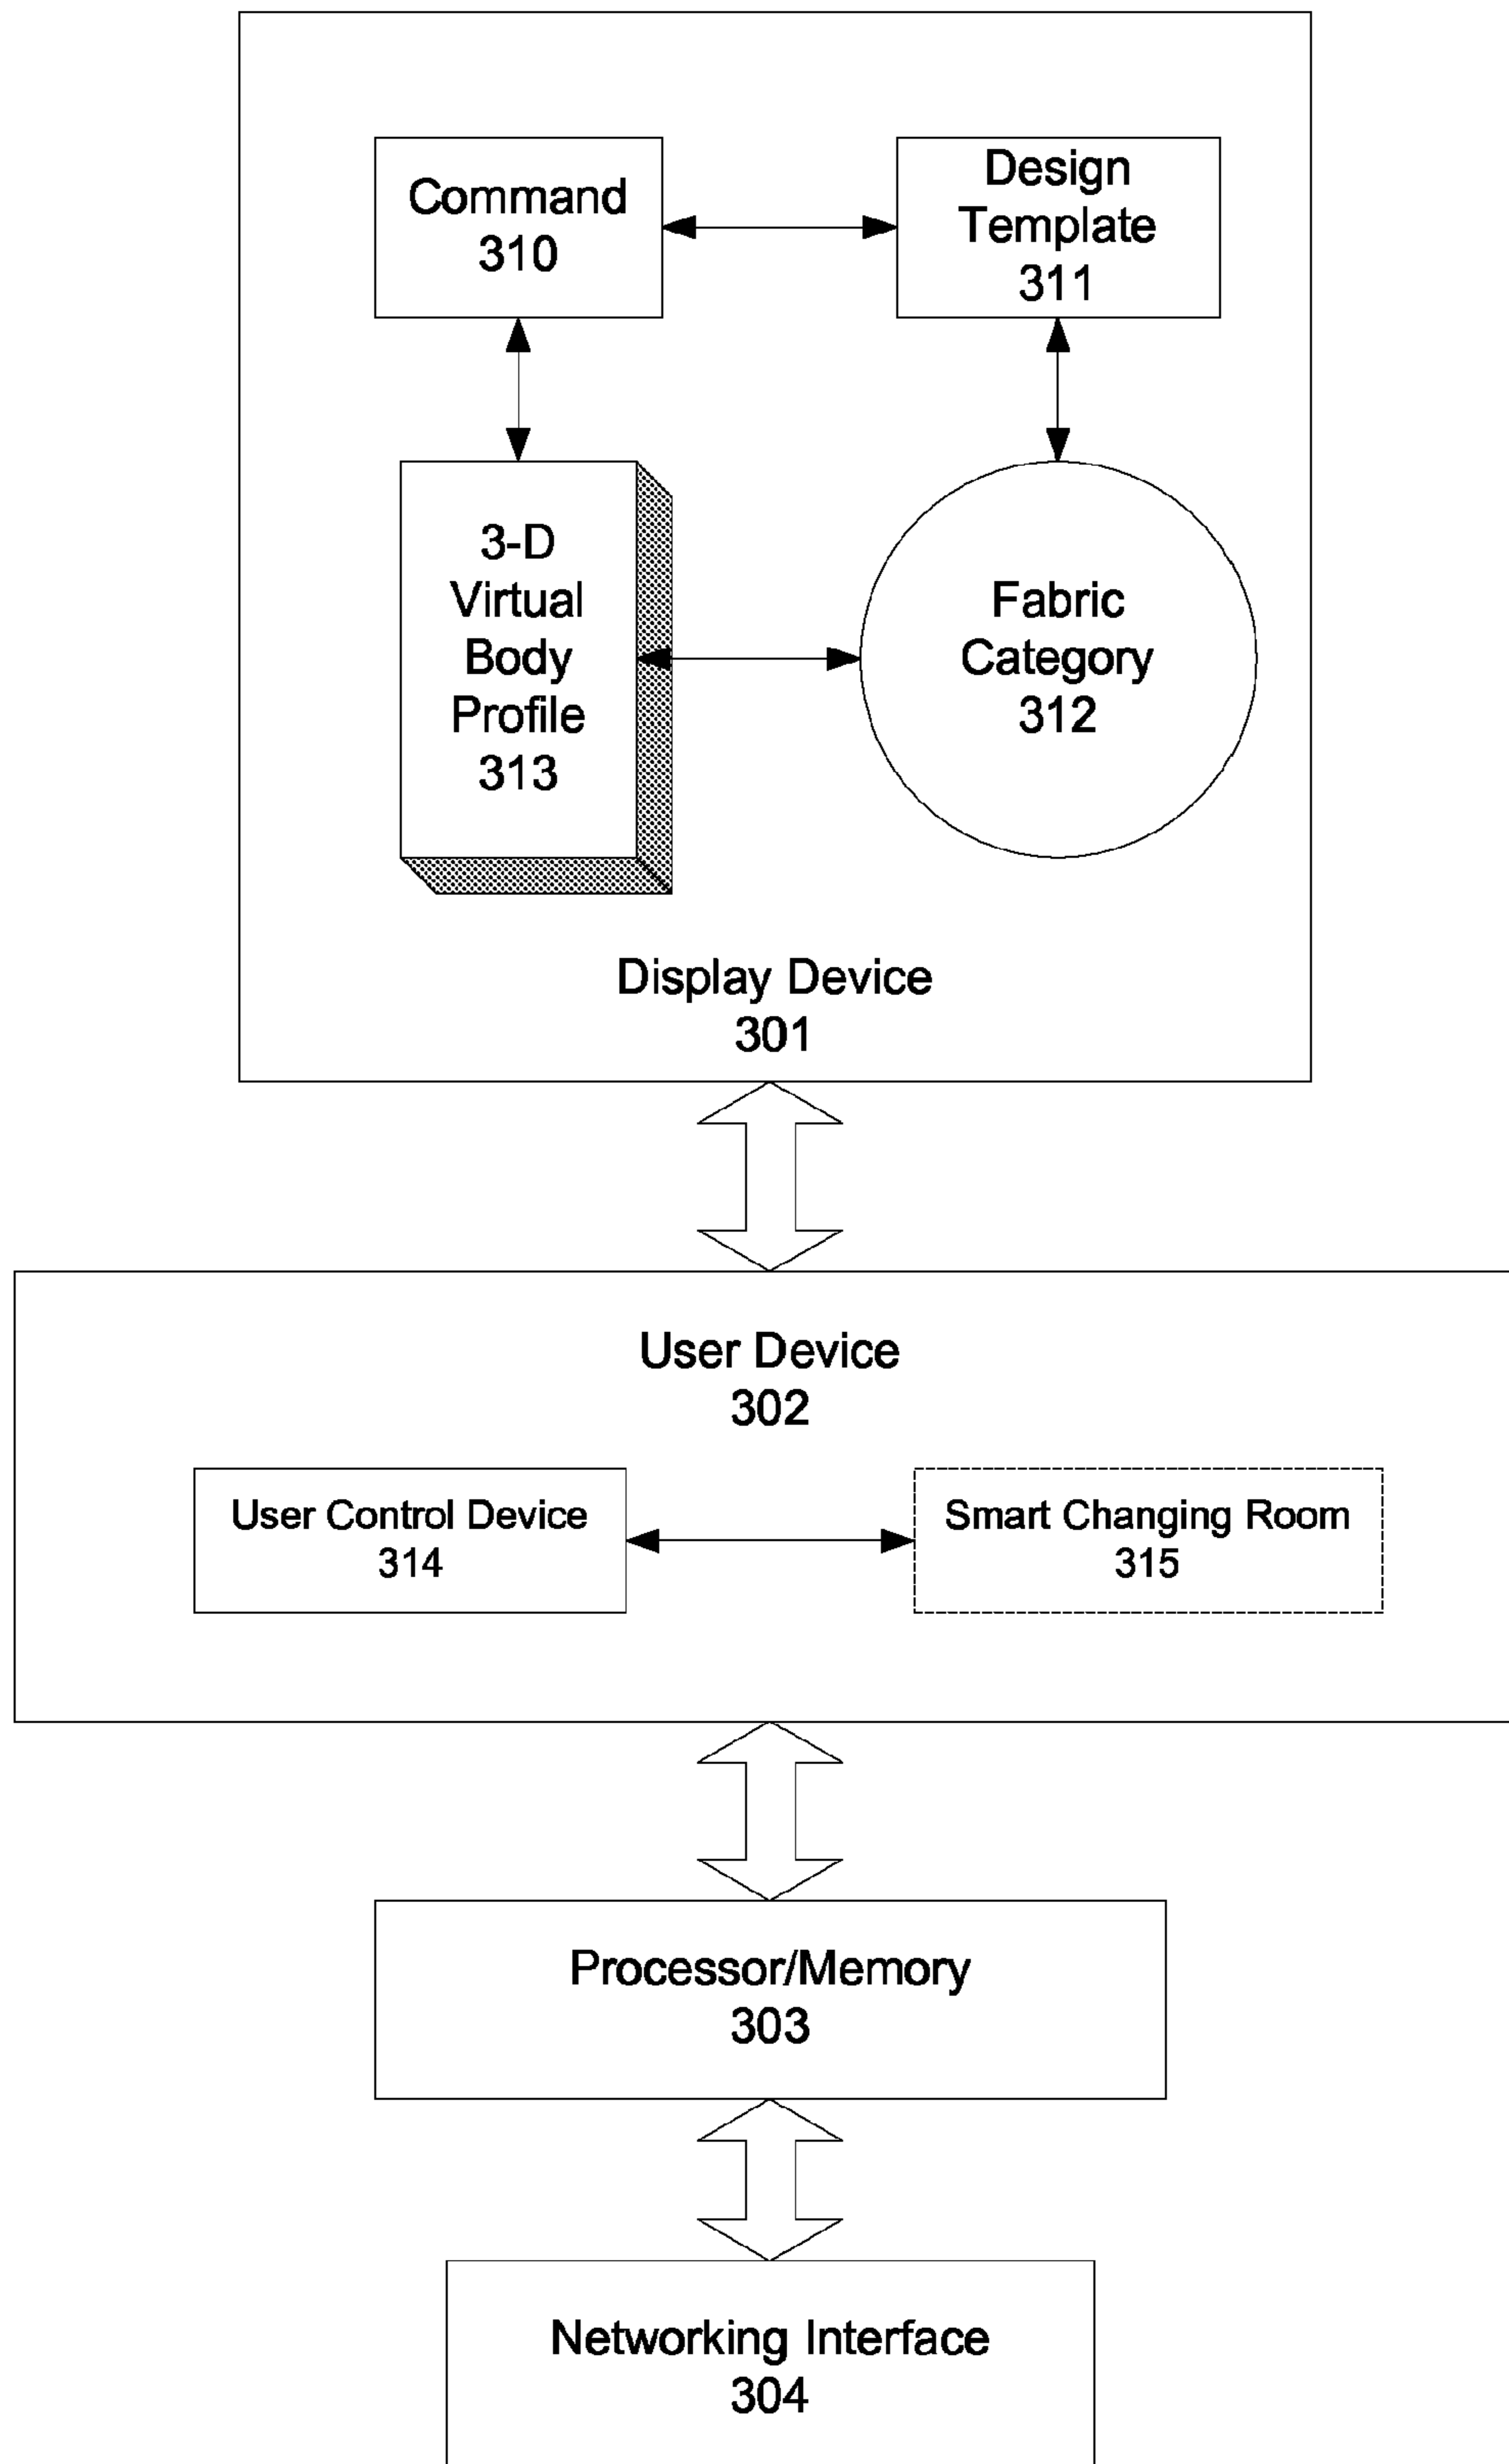 Command
310
Design
Template
311
3-D
Virtual
Body
Profile
313
Fabric
Category
312
Display Device
301
User Device
302
User Control Device
314
Smart Changing Room
315
Processor/Memory
303
Networking Interface
304